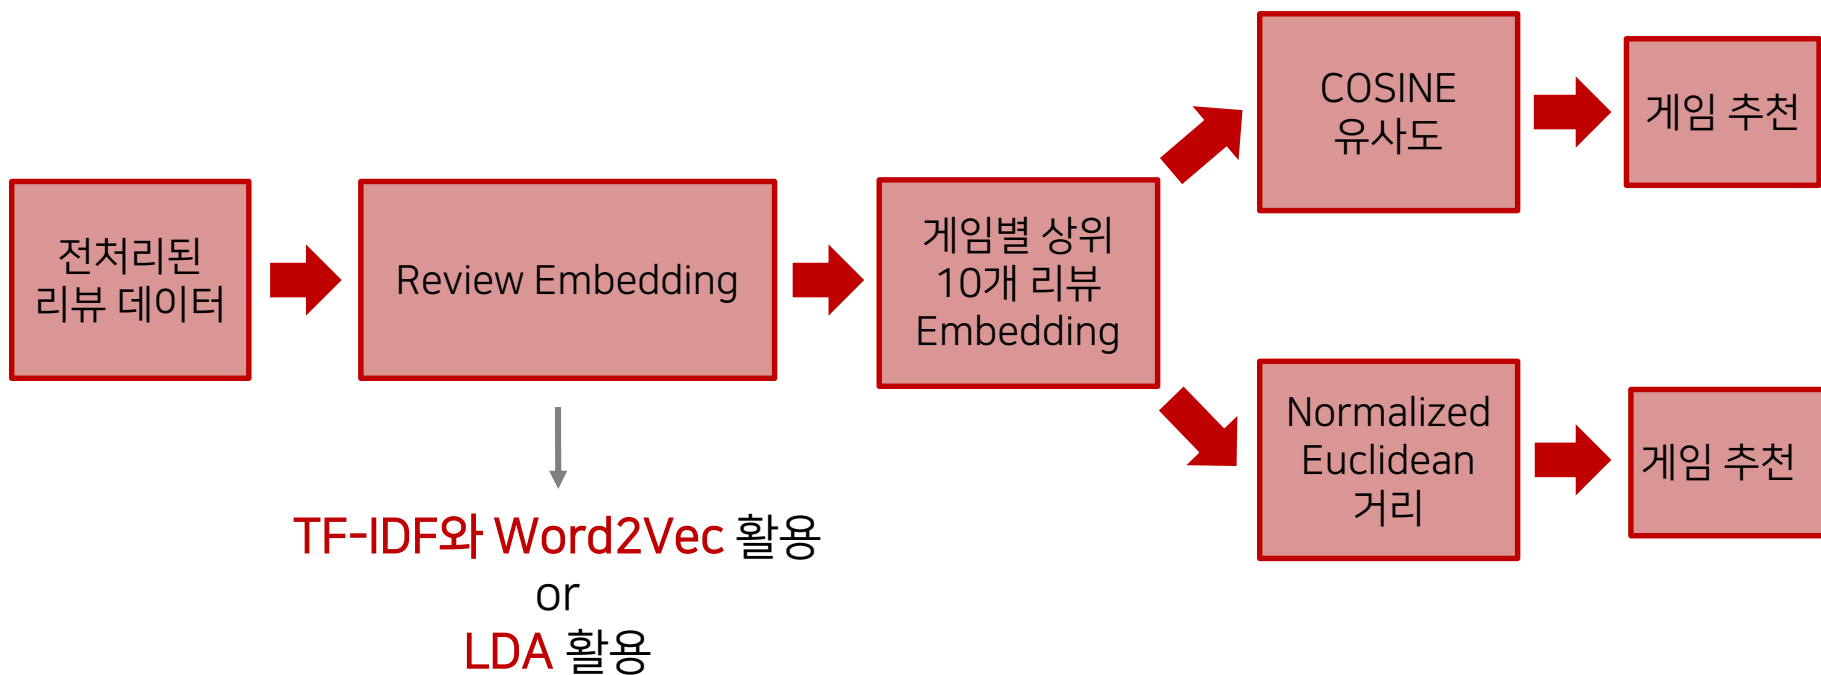 전처리된
리뷰 데이터
Review Embedding
TF-IDF와 Word2Vec 활용
or
LDA 활용
게임별 상위
10개 리뷰
Embedding
COSINE
유사도
게임 추천
Normalized
Euclidean
거리
게임 추천